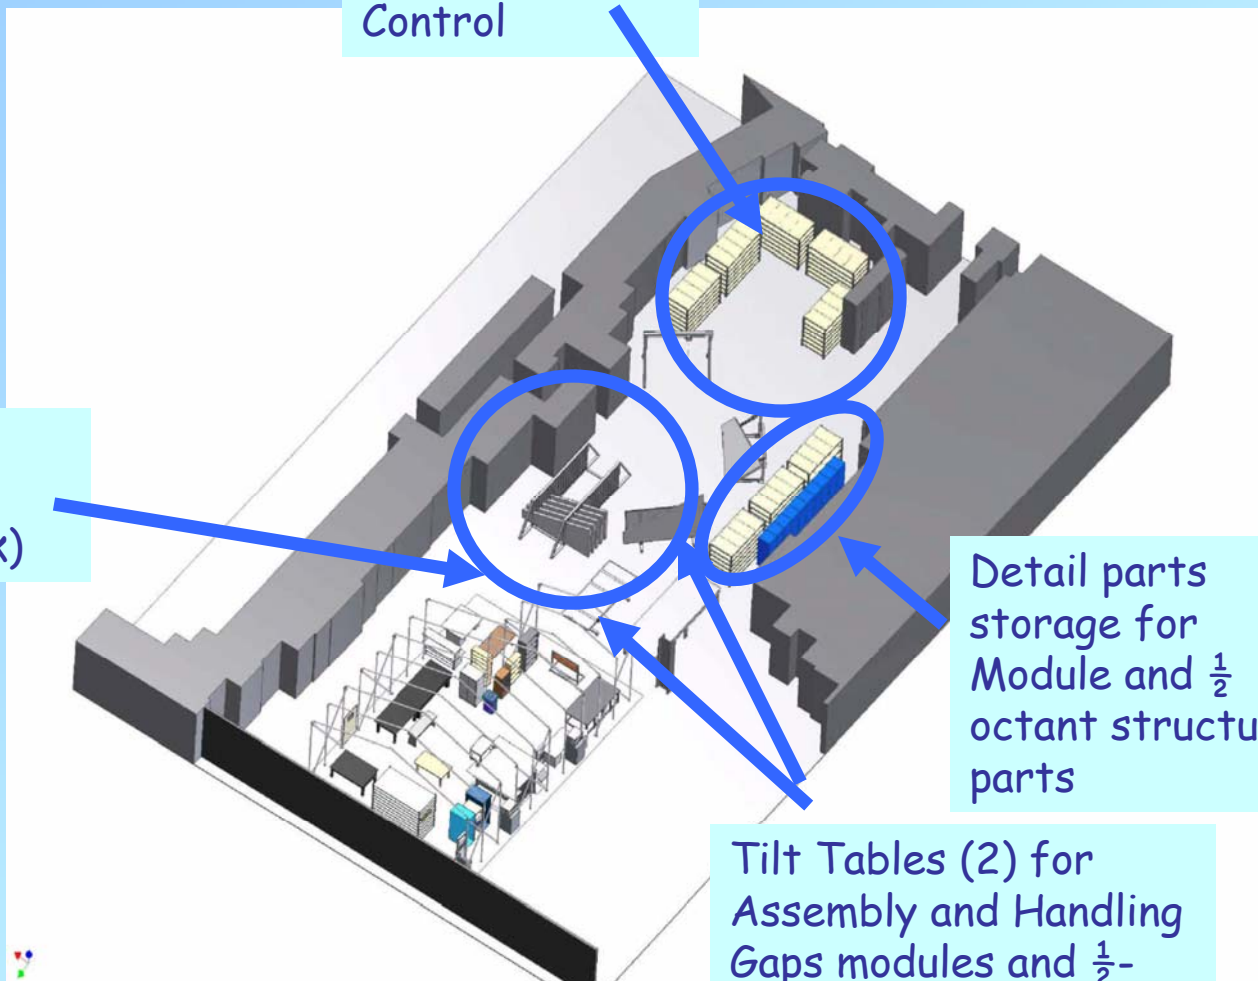 Control
x)
Detail parts
storage for
Module and ½
octant structu
parts
Tilt Tables (2) for
Assembly and Handling
Gaps modules and ½-